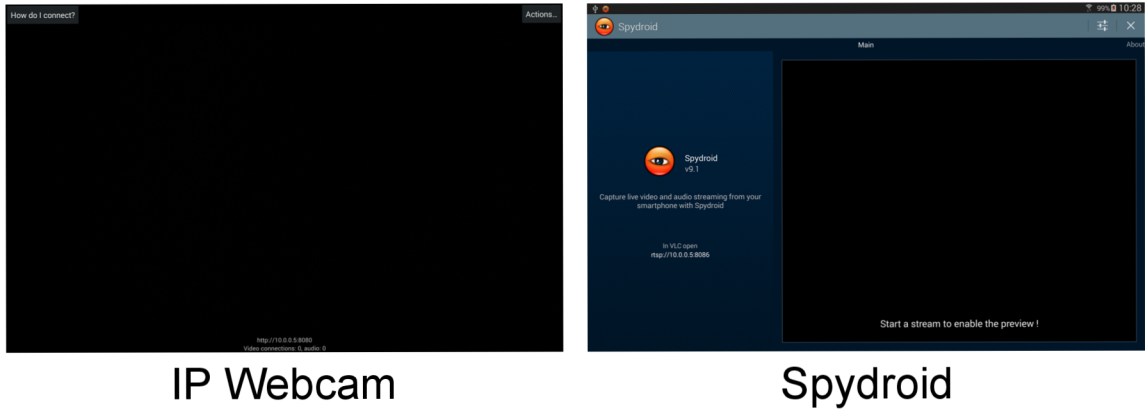 How do I connect?
Actions...
http://10.0.0.5:8080
Video connections: 0, audio: 0
IP Webcam
99% 10:28
Spydroid
Main
About
Spydroid
v9.1
Capture live video and audio streaming from your
smartphone with Spydroid
In VLC open
rtsp://10.0.0.5:8086
Start a stream to enable the preview !
Spydroid